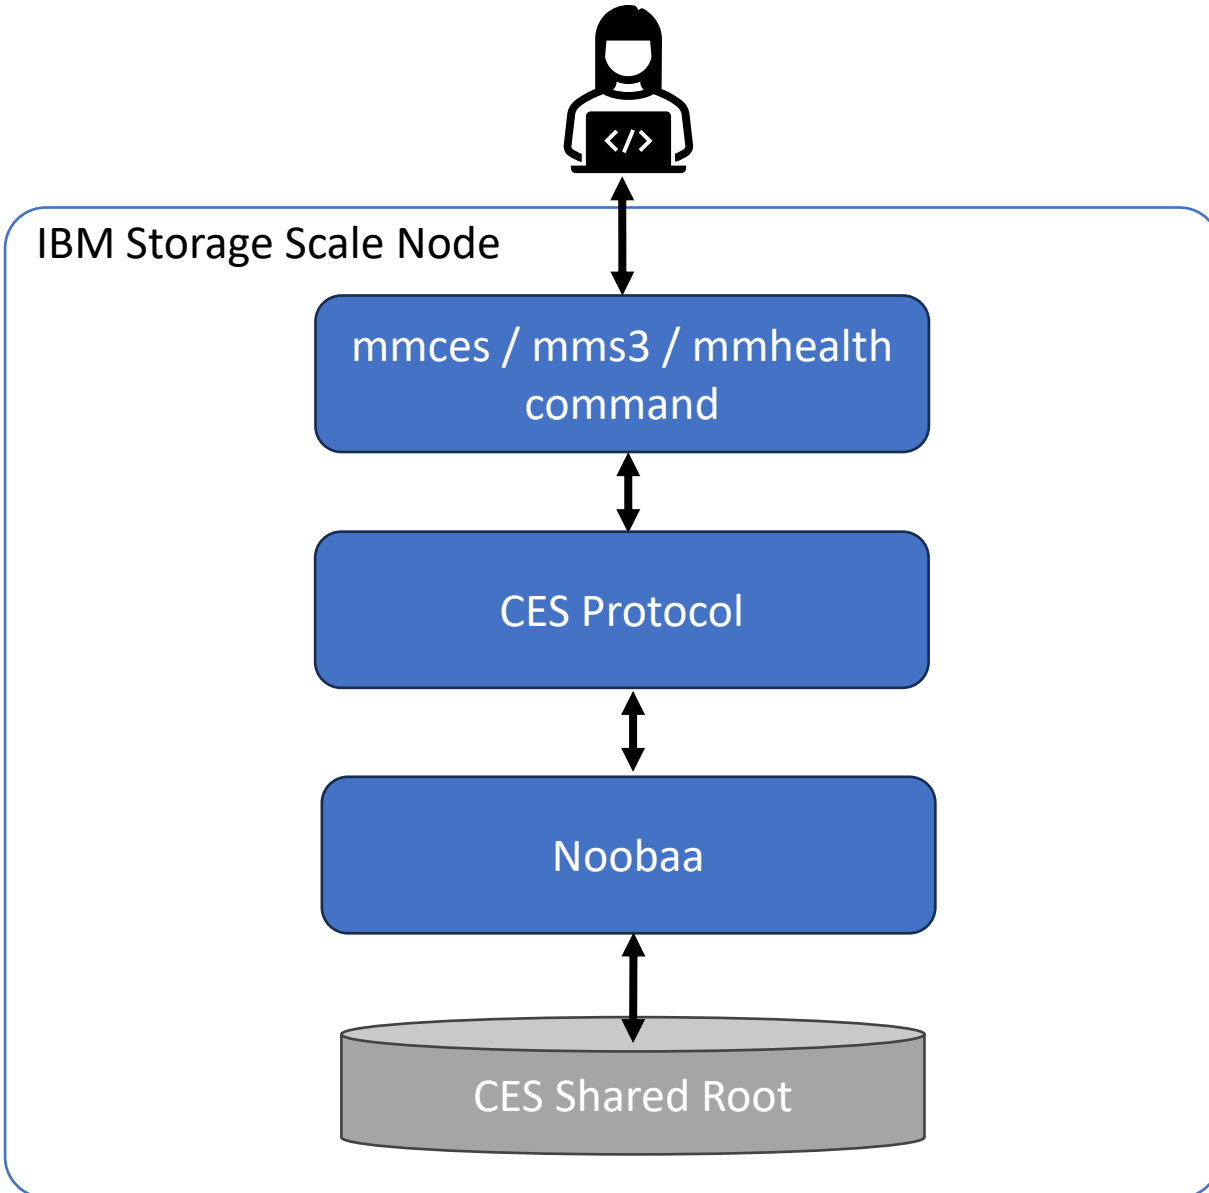 </>
IBM Storage Scale Node
mmces / mms3 / mmhealth
command
CES Protocol
Noobaa
CES Shared Root